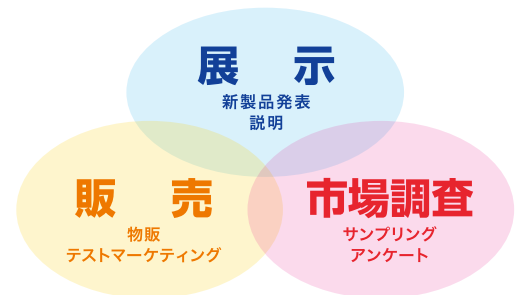 展 示
新製品発表
説明
販 売
物販
テストマーケティング
市場調査
サンプリング
アンケート